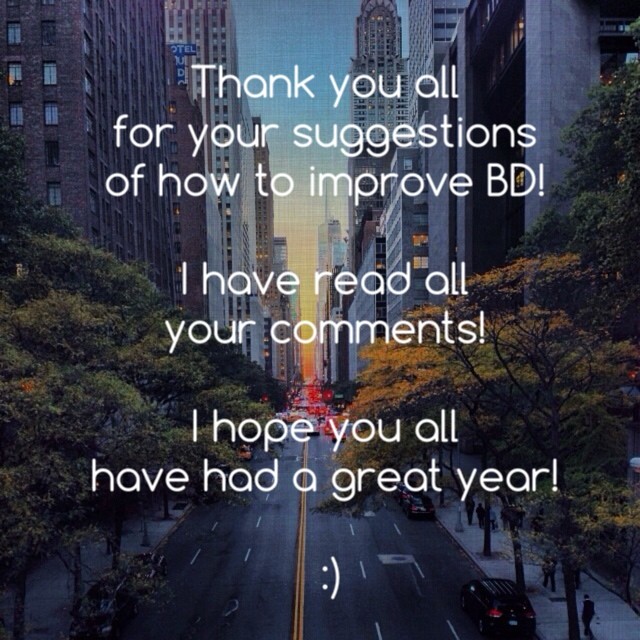 HOTEL
Thank you all
for your suggestions
of how to improve BD!
I have read all
your comments!
I hope you all
have had a great year!
:)